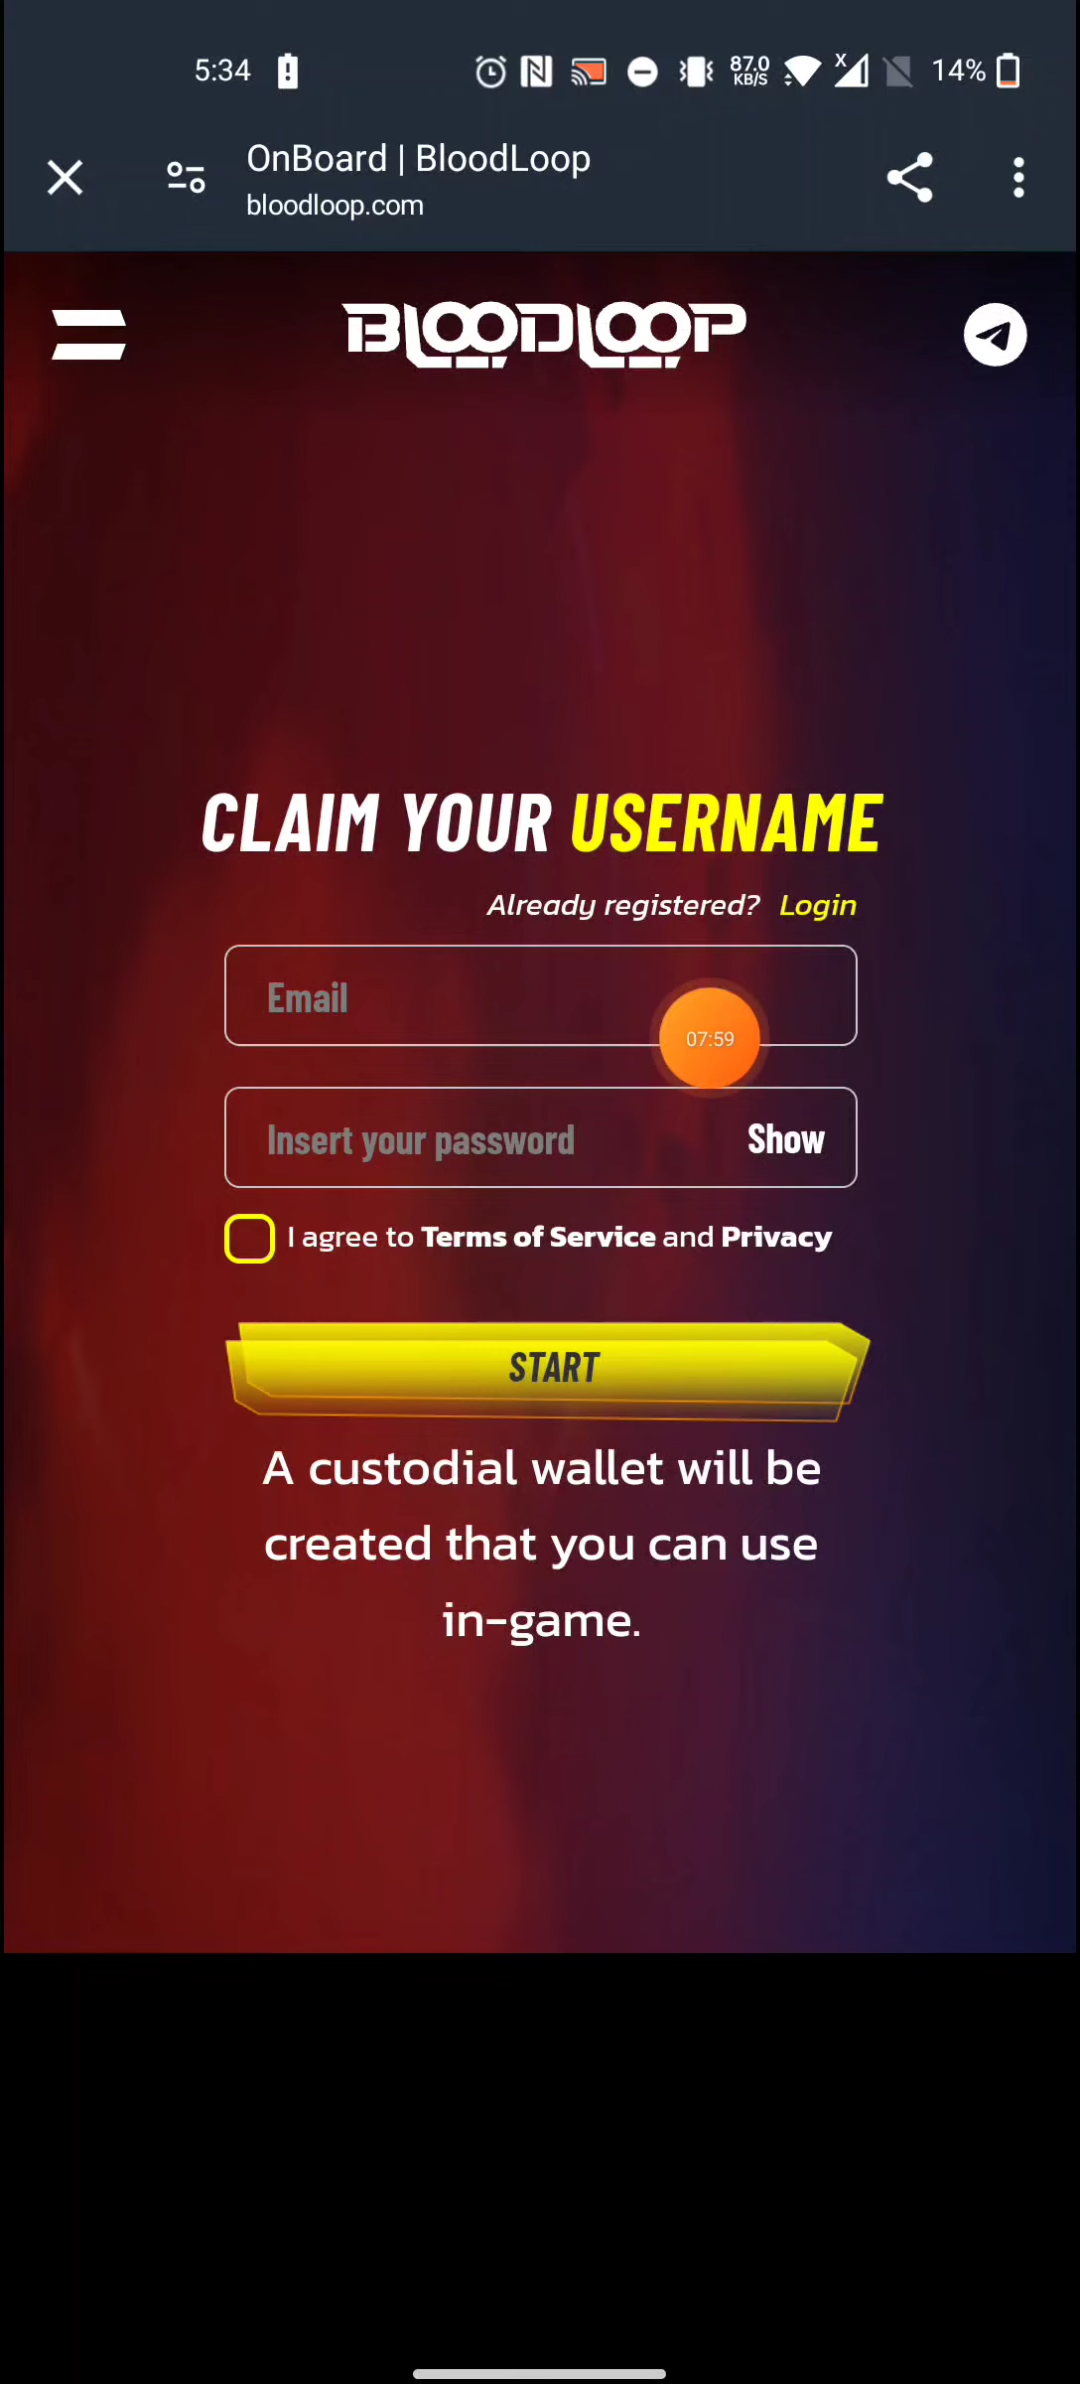 5:34 87.0 KB/S X 14%
OnBoard | BloodLoop
bloodloop.com
BLOODLOOP
CLAIM YOUR USERNAME
Already registered? Login
Email
07:59
Insert your password Show
I agree to Terms of Service and Privacy
START
A custodial wallet will be
created that you can use
in-game.